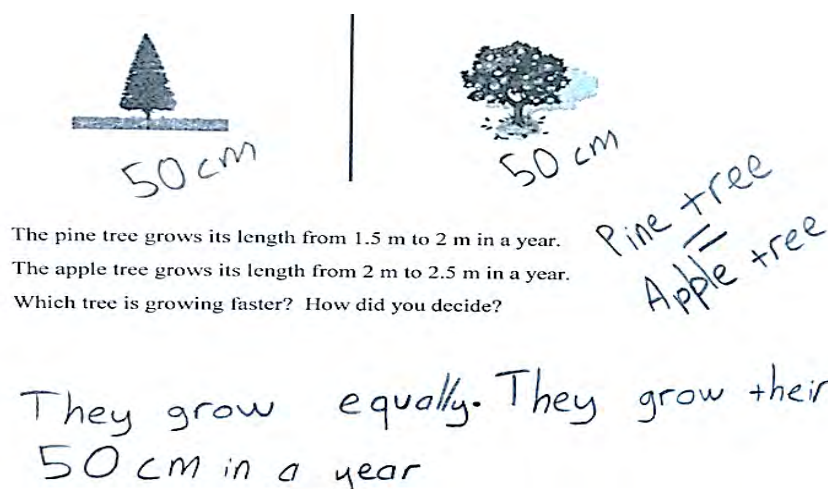 50 cm
50 cm
Pine tree
=
Apple tree
The pine tree grows its length from 1.5 m to 2 m in a year.
The apple tree grows its length from 2 m to 2.5 m in a year.
Which tree is growing faster? How did you decide?
They grow equally. They grow their
50 cm in a year